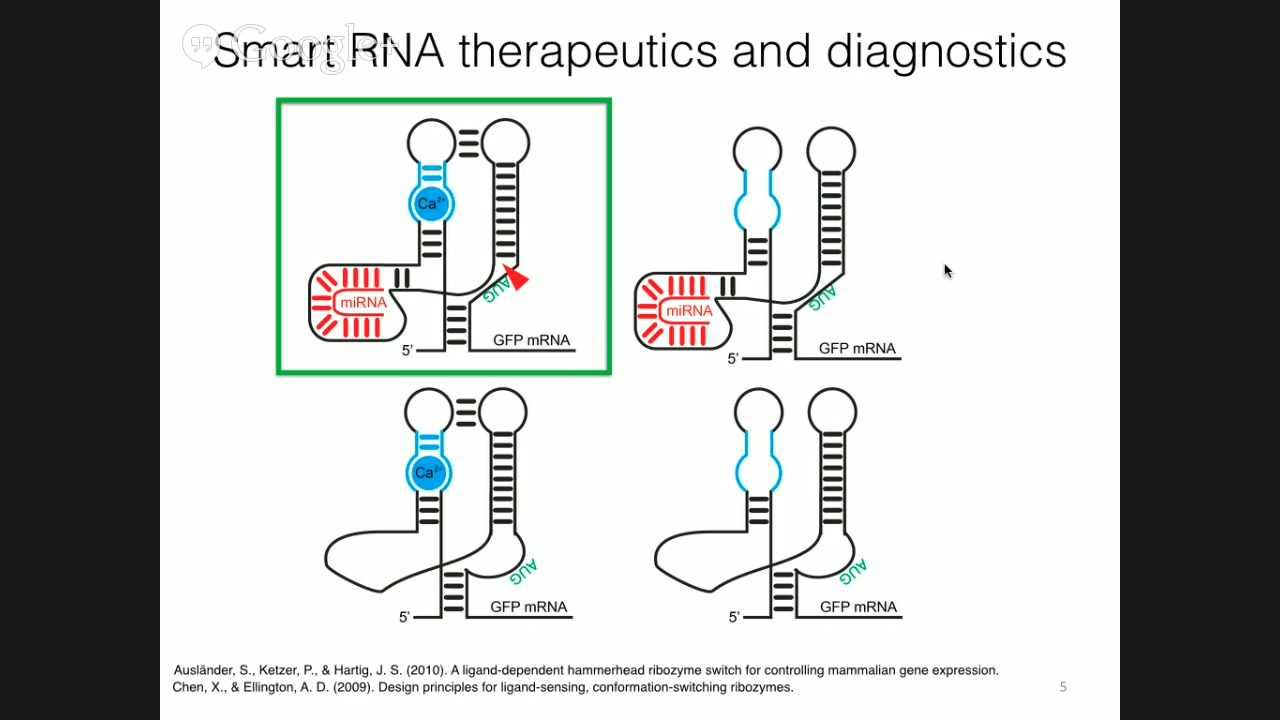 Smart RNA therapeutics and diagnostics
Google+
Ca²⁺
miRNA
AUG
GFP mRNA
5'
miRNA
AUG
GFP mRNA
5'
Ca²⁺
AUG
GFP mRNA
5'
AUG
GFP mRNA
5'
Ausländer, S., Ketzer, P., & Hartig, J. S. (2010). A ligand-dependent hammerhead ribozyme switch for controlling mammalian gene expression.
Chen, X., & Ellington, A. D. (2009). Design principles for ligand-sensing, conformation-switching ribozymes.
5